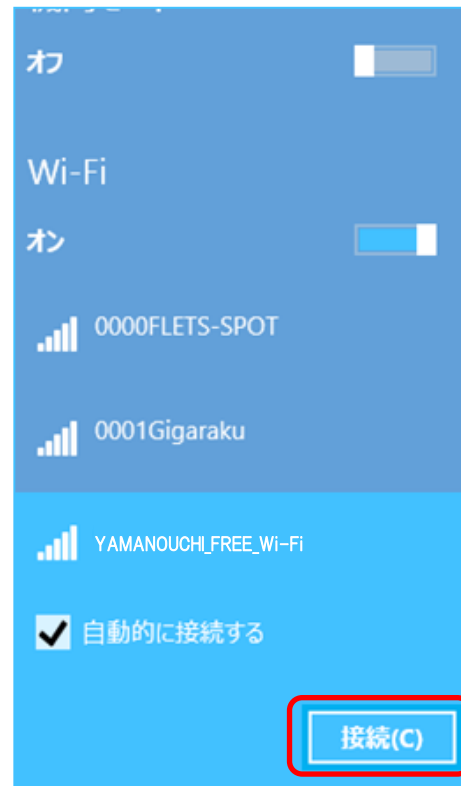 オフ
Wi-Fi
オン
0000FLETS-SPOT
0001Gigaraku
YAMANOUCHI_FREE_Wi-Fi
自動的に接続する
接続(C)